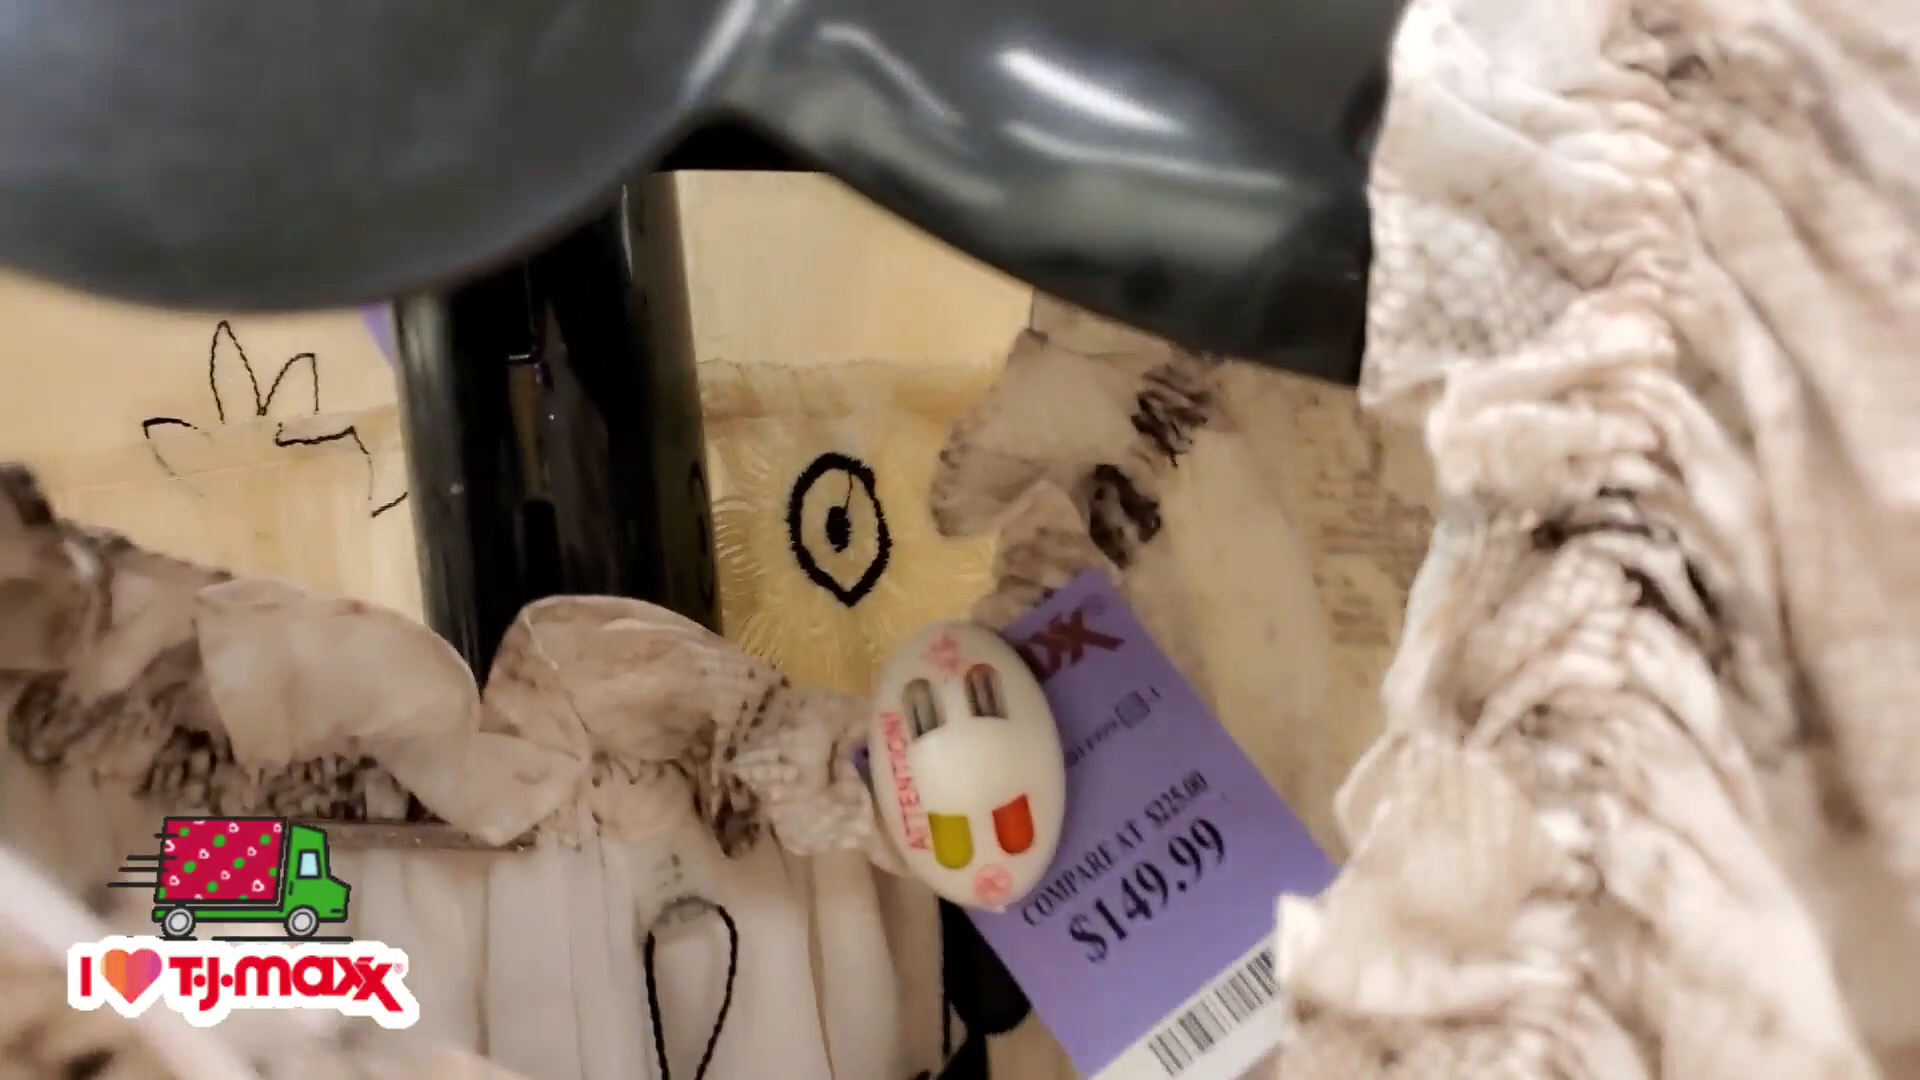 ATTENTION!
COMPARE AT $225.00
$149.99
I T·J·maxx